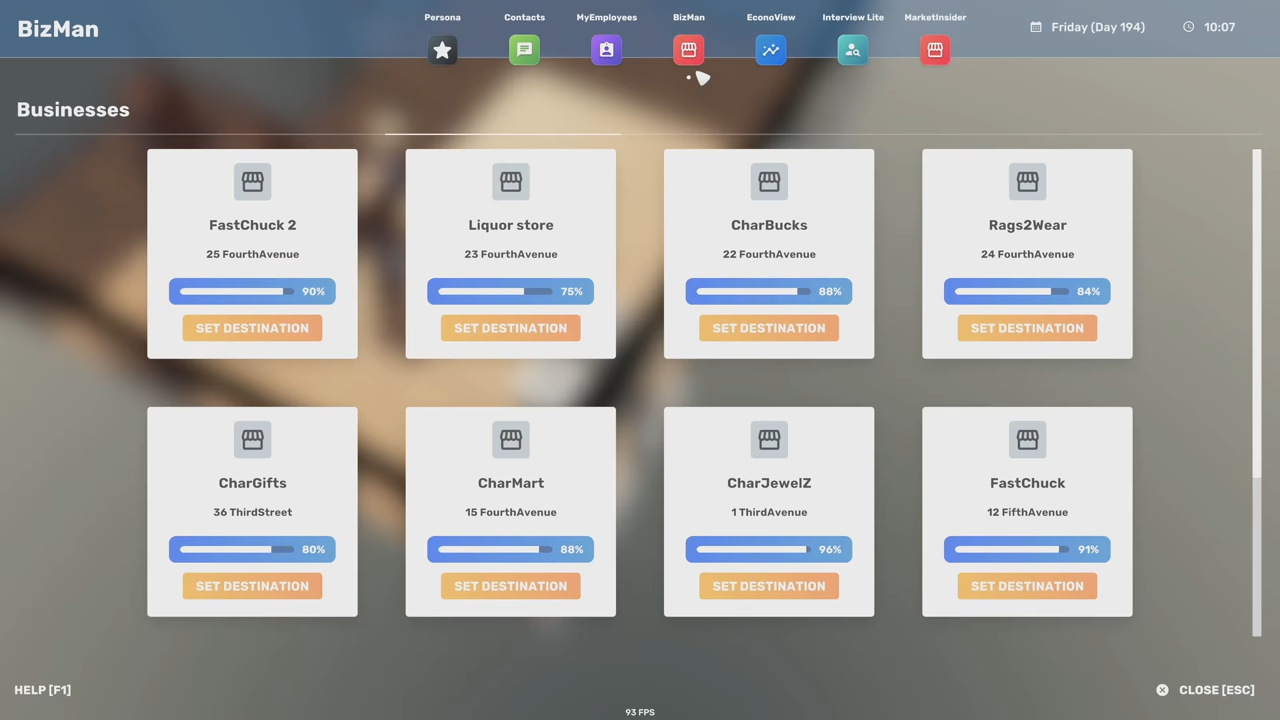 BizMan
Persona
Contacts
MyEmployees
BizMan
EconoView
Interview Lite
MarketInsider
Friday (Day 194)
10:07
Businesses
FastChuck 2
25 FourthAvenue
90%
SET DESTINATION
Liquor store
23 FourthAvenue
75%
SET DESTINATION
CharBucks
22 FourthAvenue
88%
SET DESTINATION
Rags2Wear
24 FourthAvenue
84%
SET DESTINATION
CharGifts
36 ThirdStreet
80%
SET DESTINATION
CharMart
15 FourthAvenue
88%
SET DESTINATION
CharJewelZ
1 ThirdAvenue
96%
SET DESTINATION
FastChuck
12 FifthAvenue
91%
SET DESTINATION
HELP [F1]
CLOSE [ESC]
93 FPS